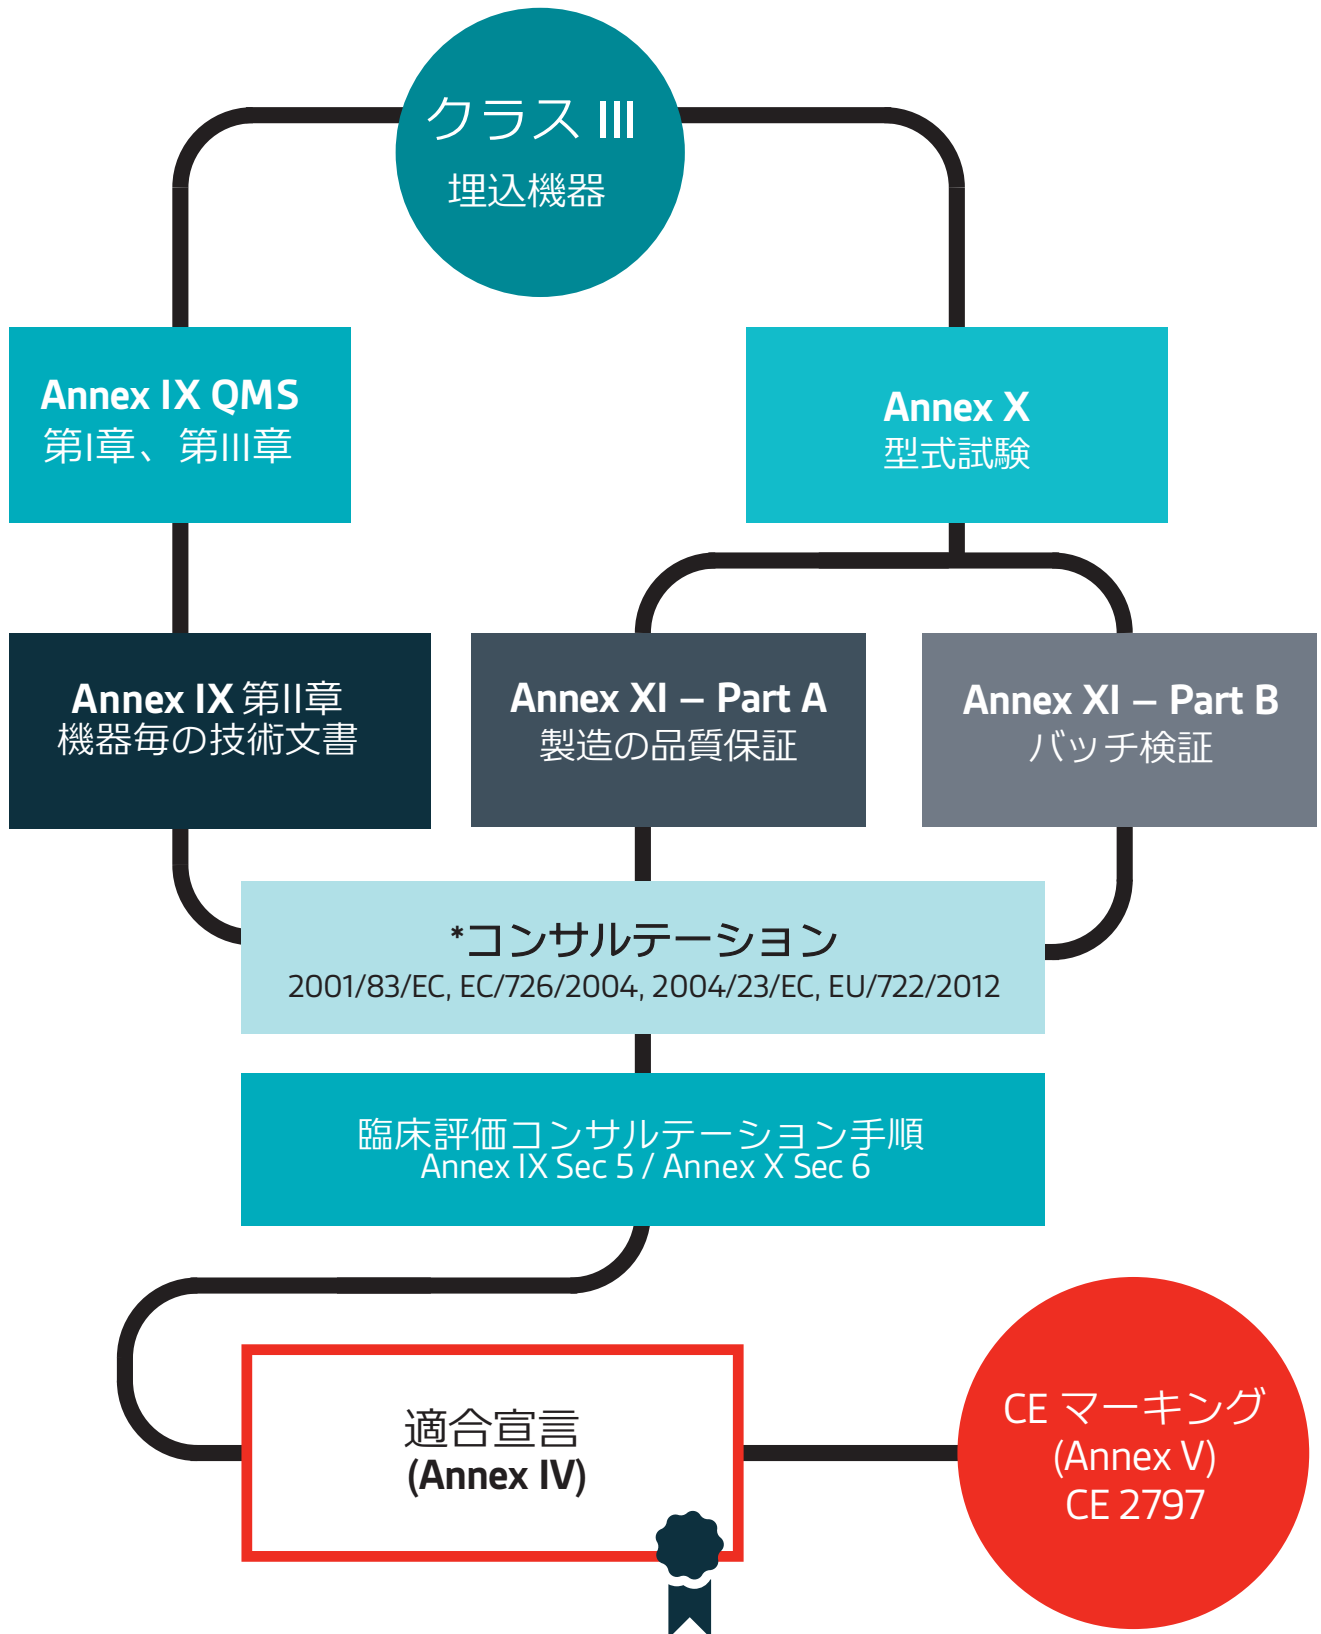 クラス III
埋込機器
Annex IX QMS
第I章、第III章
Annex X
型式試験
Annex IX 第II章
機器毎の技術文書
Annex XI – Part A
製造の品質保証
Annex XI – Part B
バッチ検証
*コンサルテーション
2001/83/EC, EC/726/2004, 2004/23/EC, EU/722/2012
臨床評価コンサルテーション手順
Annex IX Sec 5 / Annex X Sec 6
適合宣言
(Annex IV)
CE マーキング
(Annex V)
CE 2797